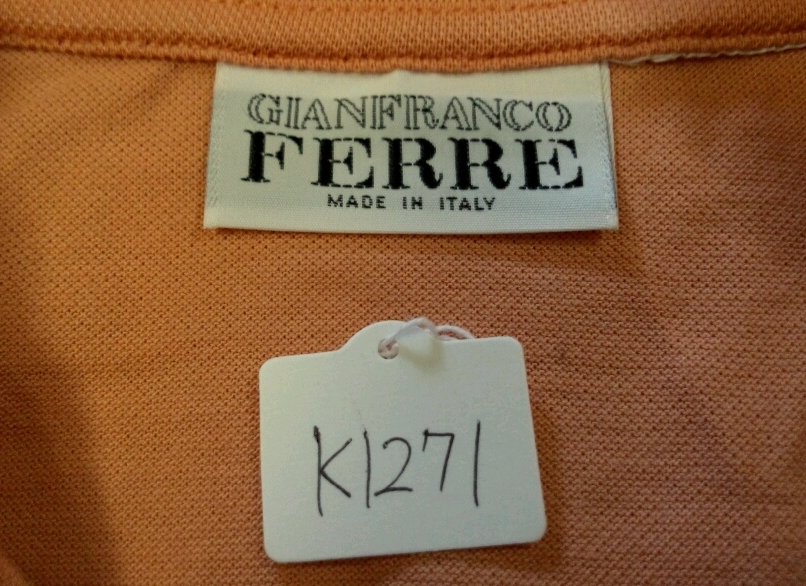 GIANFRANCO
FERRE
MADE IN ITALY
K1271